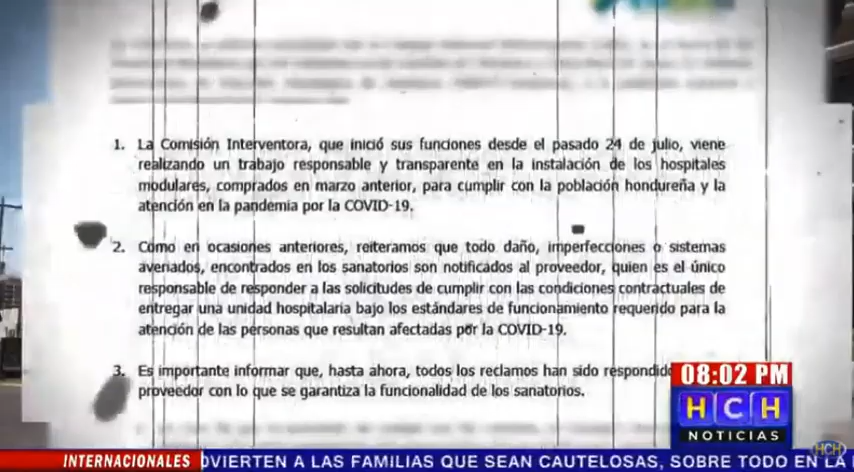 1. La Comisión Interventora, que inició sus funciones desde el pasado 24 de julio, viene
realizando un trabajo responsable y transparente en la instalación de los hospitales
modulares, comprados en marzo anterior, para cumplir con la población hondureña y la
atención en la pandemia por la COVID-19.
2. Como en ocasiones anteriores, reiteramos que todo daño, imperfecciones o sistemas
averiados, encontrados en los sanatorios son notificados al proveedor, quien es el único
responsable de responder a las solicitudes de cumplir con las condiciones contractuales de
entregar una unidad hospitalaria bajo los estándares de funcionamiento requerido para la
atención de las personas que resultan afectadas por la COVID-19.
3. Es importante informar que, hasta ahora, todos los reclamos han sido
proveedor con lo que se garantiza la funcionalidad de los sanatorios.
08:02 PM
HCH
NOTICIAS
HCH
INTERNACIONALES
A LAS FAMILIAS QUE SEAN CAUTELOSAS, SOBRE TODO EN LA